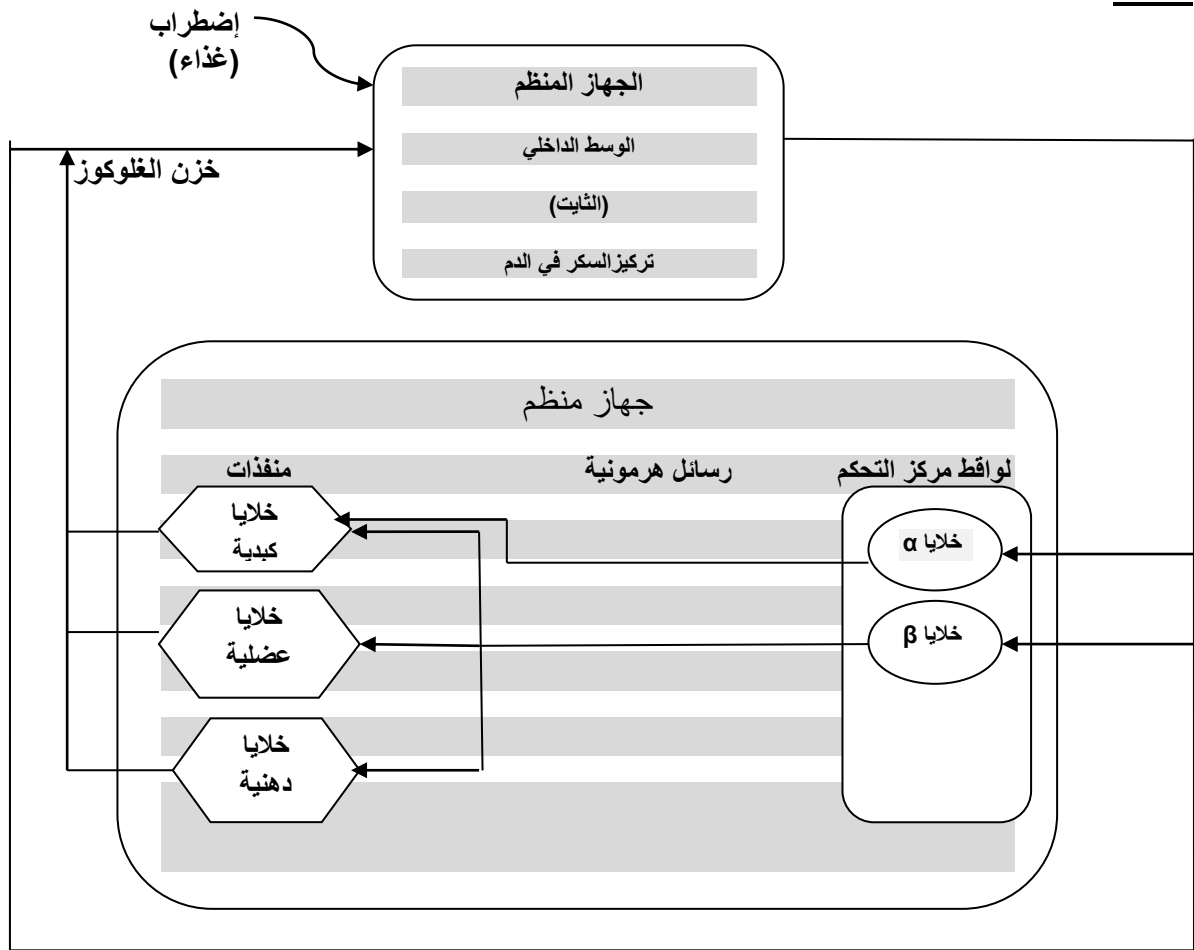 إضطراب
(غذاء)
الجهاز المنظم
الوسط الداخلي
(الثايت)
تركيزالسكر في الدم
خزن الغلوكوز
جهاز منظم
لواقط مركز التحكم
رسائل هرمونية
منفذات
خلايا α
خلايا β
خلايا
كبدية
خلايا
عضلية
خلايا
دهنية